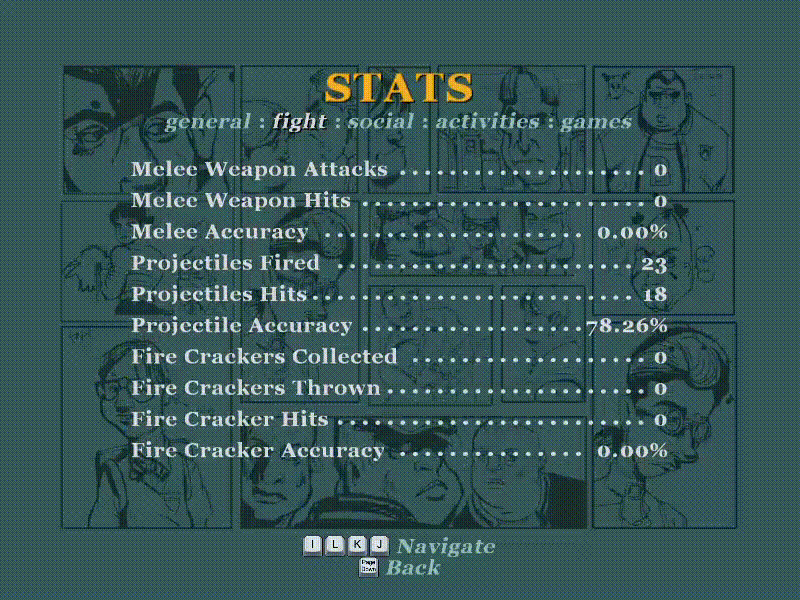 STATS
general : fight : social : activities : games
Melee Weapon Attacks .................... 0
Melee Weapon Hits ....................... 0
Melee Accuracy ..................... 0.00%
Projectiles Fired ........................ 23
Projectiles Hits .......................... 18
Projectile Accuracy .................. 78.26%
Fire Crackers Collected ................... 0
Fire Crackers Thrown ..................... 0
Fire Cracker Hits ......................... 0
Fire Cracker Accuracy ............... 0.00%
I L K J Navigate
Page Down Back